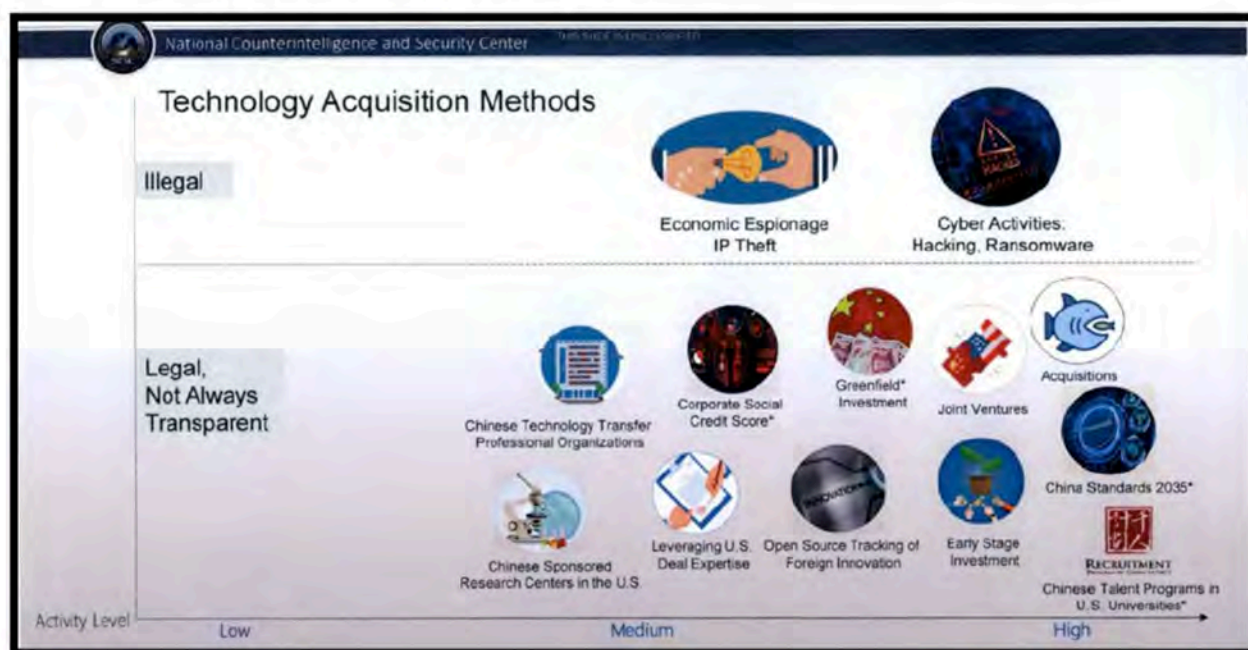 National Counterintelligence and Security Center
Technology Acquisition Methods
Illegal
Economic Espionage
IP Theft
HACKED
Cyber Activities:
Hacking, Ransomware
Legal,
Not Always
Transparent
Chinese Technology Transfer
Professional Organizations
Corporate Social
Credit Score*
Greenfield*
Investment
Joint Ventures
Acquisitions
China Standards 2035*
Chinese Sponsored
Research Centers in the U.S.
Leveraging U.S.
Deal Expertise
INNOVATION
Open Source Tracking of
Foreign Innovation
Early Stage
Investment
RECRUITMENT
Chinese Talent Programs in
U.S. Universities*
Activity Level
Low
Medium
High